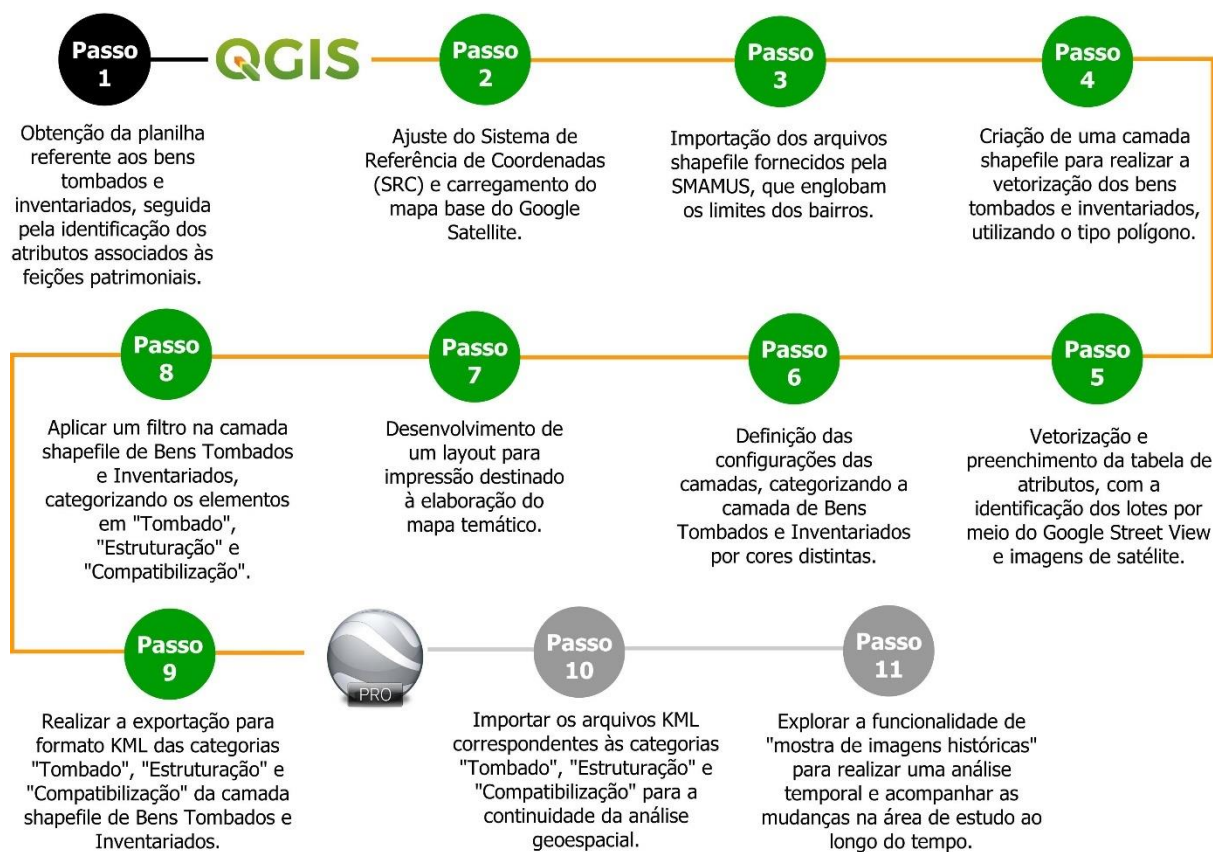 Passo
1
QGIS
Passo
2
Passo
3
Passo
4
Obtenção da planilha
referente aos bens
tombados e
inventariados, seguida
pela identificação dos
atributos associados às
feições patrimoniais.
Ajuste do Sistema de
Referência de Coordenadas
(SRC) e carregamento do
mapa base do Google
Satellite.
Importação dos arquivos
shapefile fornecidos pela
SMAMUS, que englobam
os limites dos bairros.
Criação de uma camada
shapefile para realizar a
vetorização dos bens
tombados e inventariados,
utilizando o tipo polígono.
Passo
5
Vetorização e
preenchimento da tabela de
atributos, com a
identificação dos lotes por
meio do Google Street View
e imagens de satélite.
Passo
6
Definição das
configurações das
camadas, categorizando a
camada de Bens
Tombados e Inventariados
por cores distintas.
Passo
7
Desenvolvimento de
um layout para
impressão destinado
à elaboração do
mapa temático.
Passo
8
Aplicar um filtro na camada
shapefile de Bens Tombados
e Inventariados,
categorizando os elementos
em "Tombado",
"Estruturação" e
"Compatibilização".
Passo
9
Realizar a exportação para
formato KML das categorias
"Tombado", "Estruturação" e
"Compatibilização" da camada
shapefile de Bens Tombados e
Inventariados.
PRO
Passo
10
Importar os arquivos KML
correspondentes às categorias
"Tombado", "Estruturação" e
"Compatibilização" para a
continuidade da análise
geoespacial.
Passo
11
Explorar a funcionalidade de
"mostra de imagens históricas"
para realizar uma análise
temporal e acompanhar as
mudanças na área de estudo ao
longo do tempo.